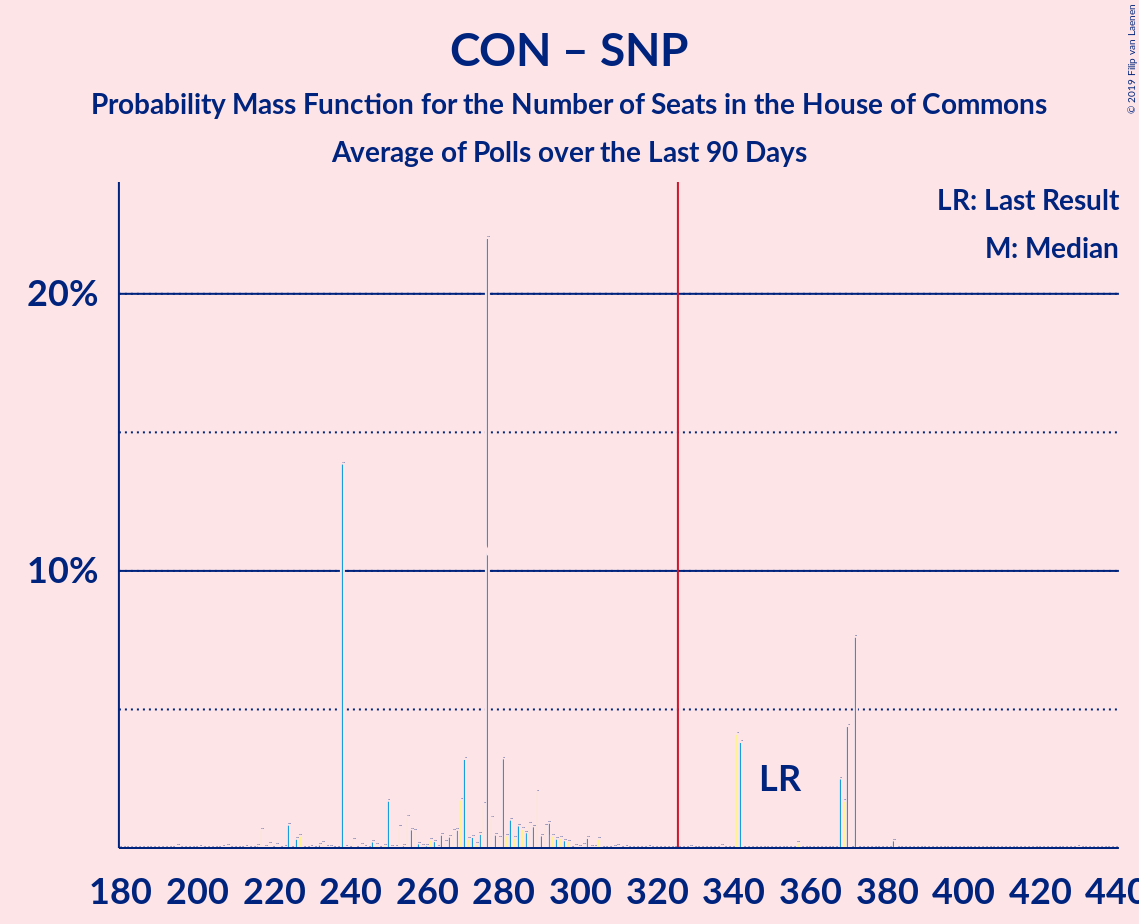 CON – SNP
Probability Mass Function for the Number of Seats in the House of Commons
Average of Polls over the Last 90 Days
© 2019 Filip van Laenen
LR: Last Result
M: Median
20%
10%
LR
180 200 220 240 260 280 300 320 340 360 380 400 420 440